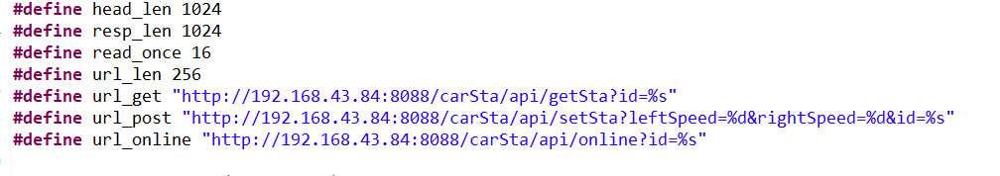 #define head_len 1024
#define resp_len 1024
#define read_once 16
#define url_len 256
#define url_get "http://192.168.43.84:8088/carSta/api/getSta?id=%s"
#define url_post "http://192.168.43.84:8088/carSta/api/setSta?leftSpeed=%d&rightSpeed=%d&id=%s"
#define url_online "http://192.168.43.84:8088/carSta/api/online?id=%s"